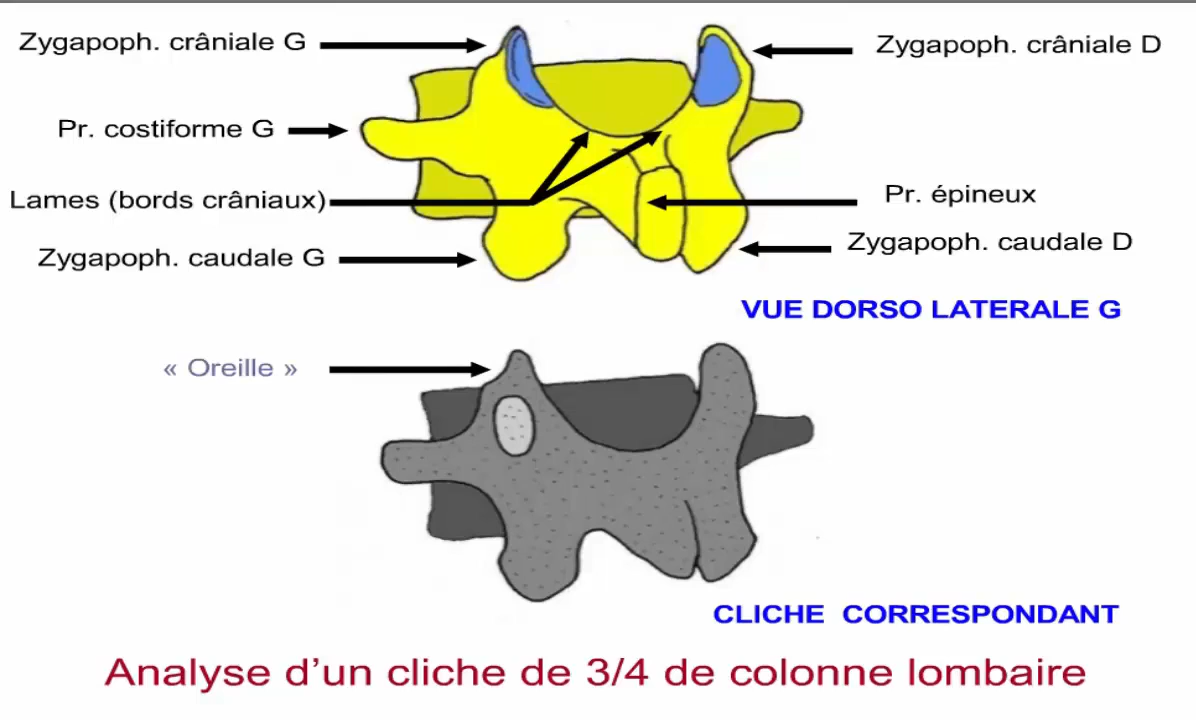 Zygapoph. crâniale G
Zygapoph. crâniale D
Pr. costiforme G
Lames (bords crâniaux)
Pr. épineux
Zygapoph. caudale G
Zygapoph. caudale D
VUE DORSO LATERALE G
« Oreille »
CLICHE CORRESPONDANT
Analyse d’un cliche de 3/4 de colonne lombaire